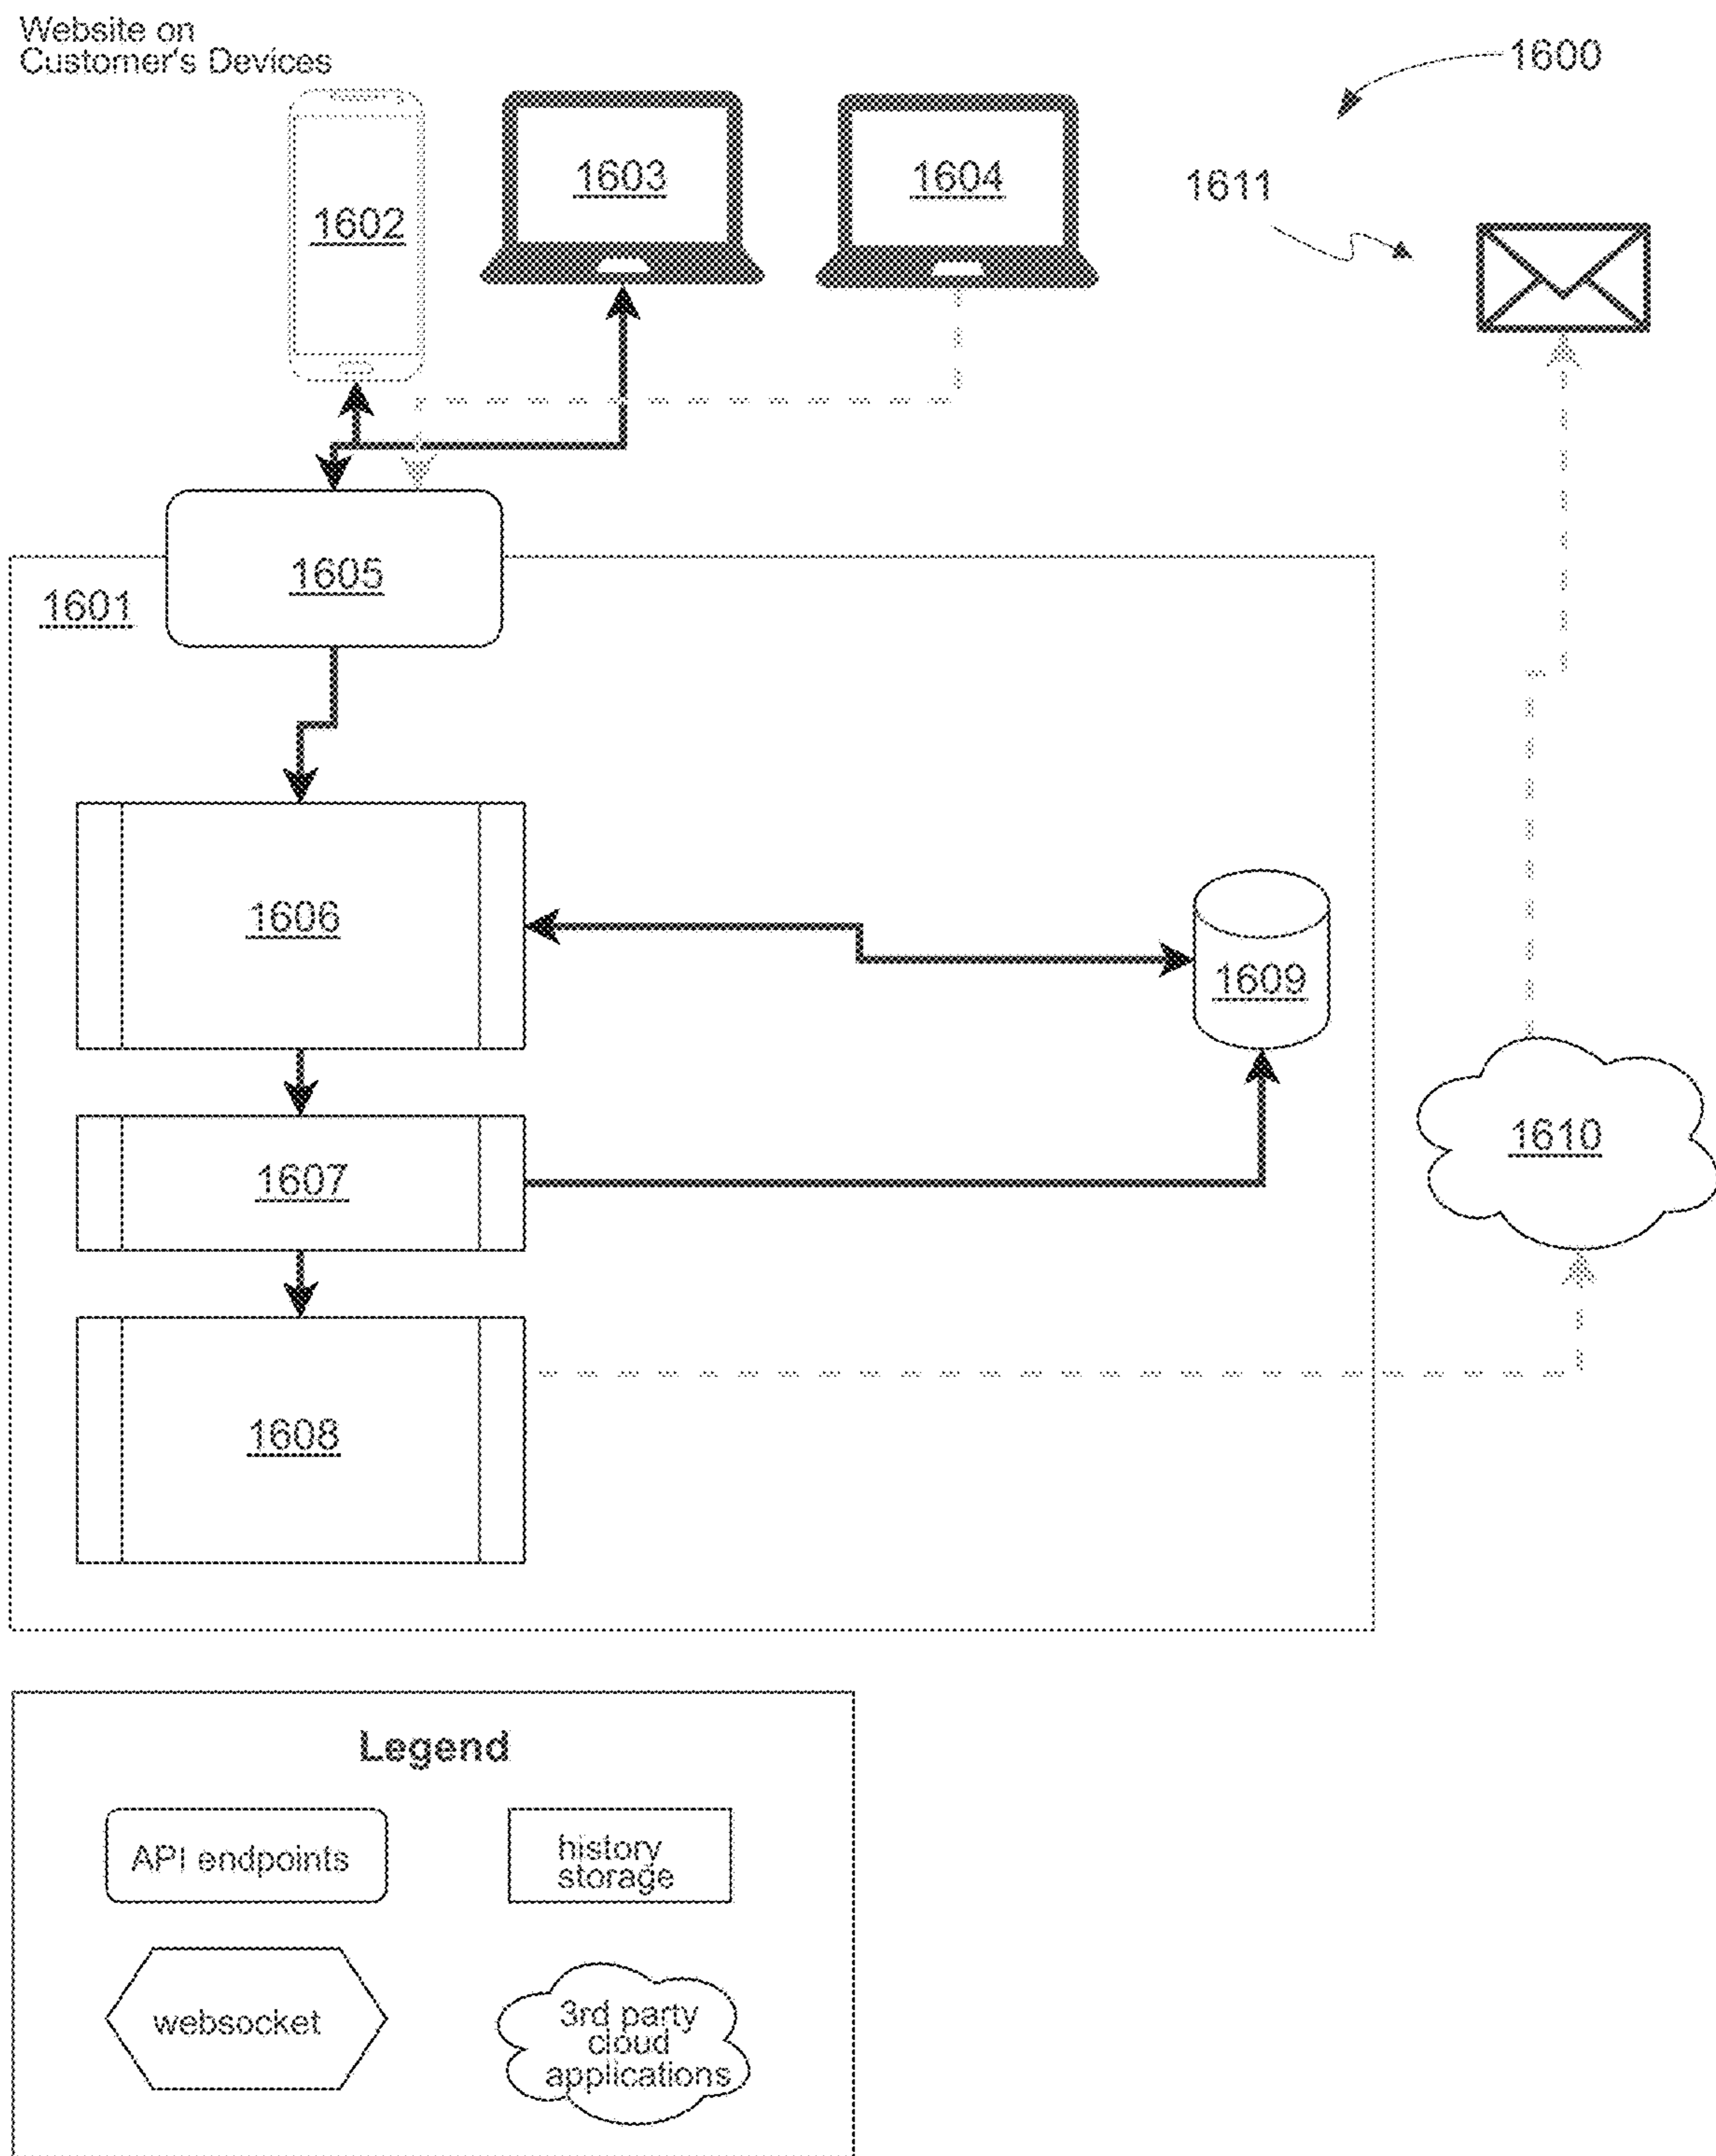 Website on
Customer's Devices
1600
1602
1603
1604
1611
1605
1601
1606
1609
1610
1607
1608
Legend
API endpoints
history
storage
websocket
3rd party
cloud
applications